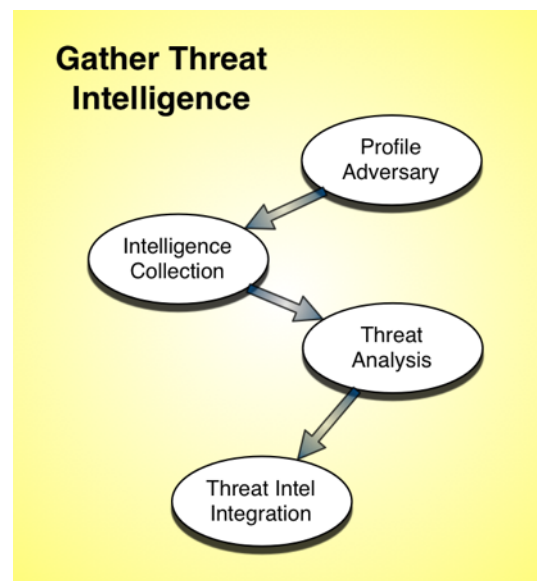 Gather Threat
Intelligence
Profile
Adversary
Intelligence
Collection
Threat
Analysis
Threat Intel
Integration